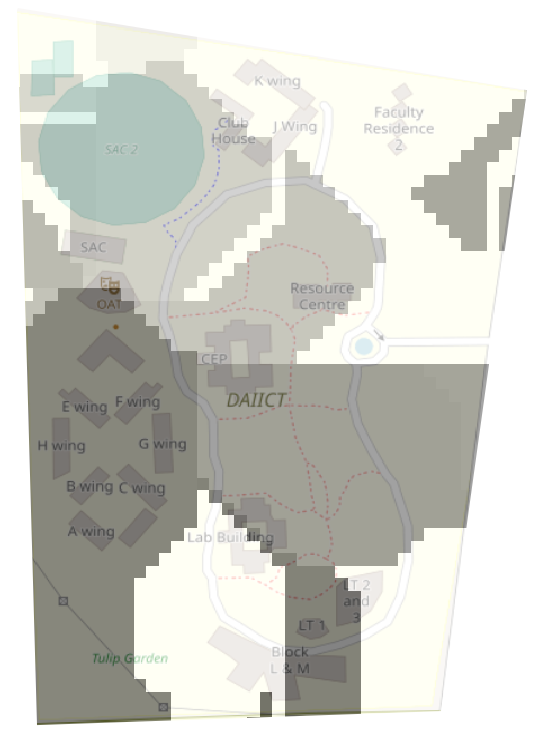 K wing
Club
House
J Wing
Faculty
Residence
2
SAC 2
SAC
OAT
Resource
Centre
CEP
DAIICT
E wing
F wing
H wing
G wing
B wing
C wing
A wing
Lab Building
LT 2
and
3
LT 1
Block
L & M
Tulip Garden